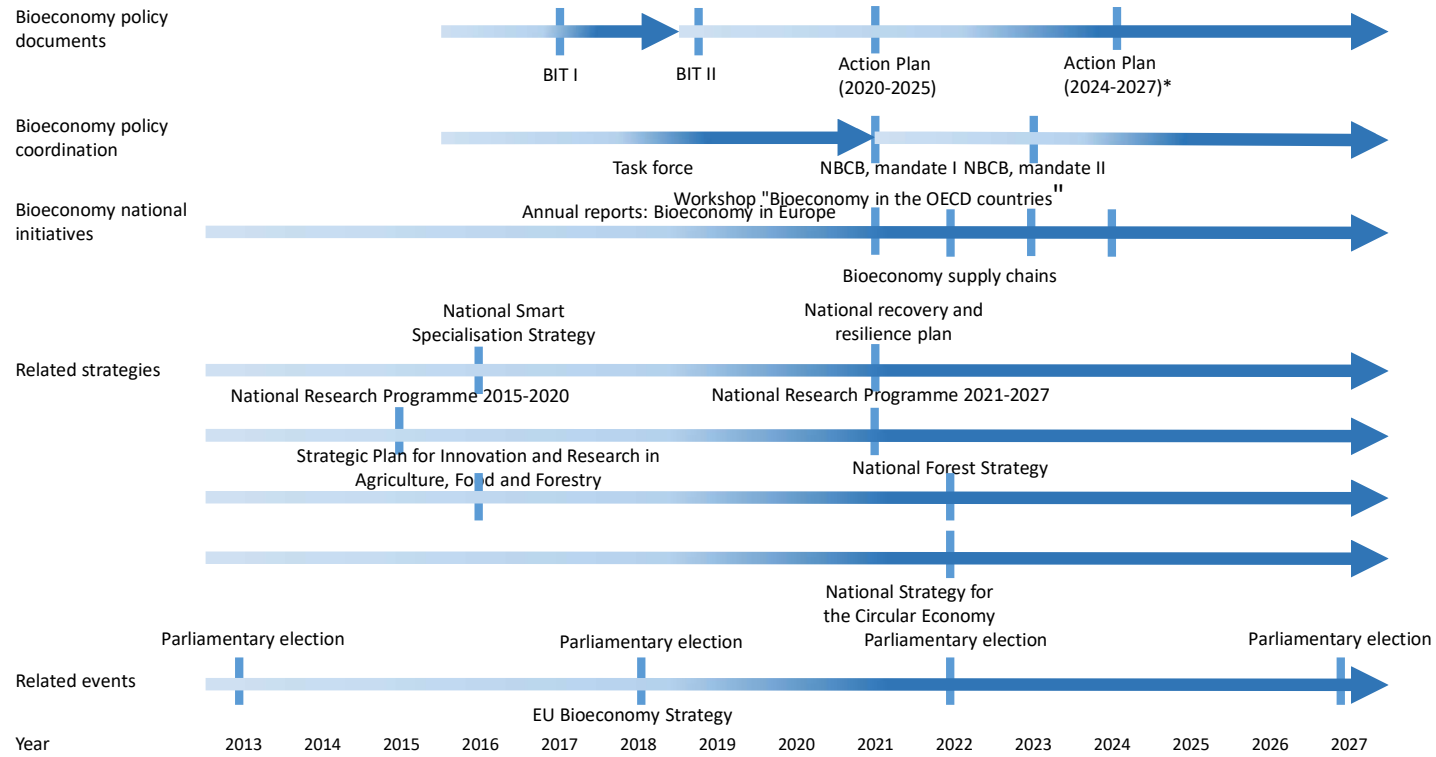 Bioeconomy policy
documents
BIT I
BIT II
Action Plan
(2020-2025)
Action Plan
(2024-2027)*
Bioeconomy policy
coordination
Task force
NBCB, mandate I
NBCB, mandate II
Bioeconomy national
initiatives
Workshop "Bioeconomy in the OECD countries"
Annual reports: Bioeconomy in Europe
Bioeconomy supply chains
Related strategies
National Smart
Specialisation Strategy
National recovery and
resilience plan
National Research Programme 2015-2020
National Research Programme 2021-2027
Strategic Plan for Innovation and Research in
Agriculture, Food and Forestry
National Forest Strategy
National Strategy for
the Circular Economy
Related events
Parliamentary election
Parliamentary election
Parliamentary election
Parliamentary election
EU Bioeconomy Strategy
Year 2013 2014 2015 2016 2017 2018 2019 2020 2021 2022 2023 2024 2025 2026 2027